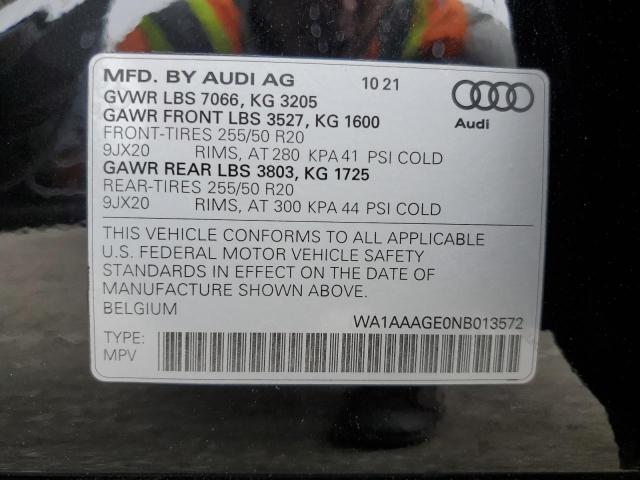 MFD. BY AUDI AG 10 21
GVWR LBS 7066, KG 3205
GAWR FRONT LBS 3527, KG 1600
FRONT-TIRES 255/50 R20
9JX20 RIMS, AT 280 KPA 41 PSI COLD
GAWR REAR LBS 3803, KG 1725
REAR-TIRES 255/50 R20
9JX20 RIMS, AT 300 KPA 44 PSI COLD
Audi
THIS VEHICLE CONFORMS TO ALL APPLICABLE
U.S. FEDERAL MOTOR VEHICLE SAFETY
STANDARDS IN EFFECT ON THE DATE OF
MANUFACTURE SHOWN ABOVE.
BELGIUM
WA1AAAGE0NB013572
TYPE:
MPV